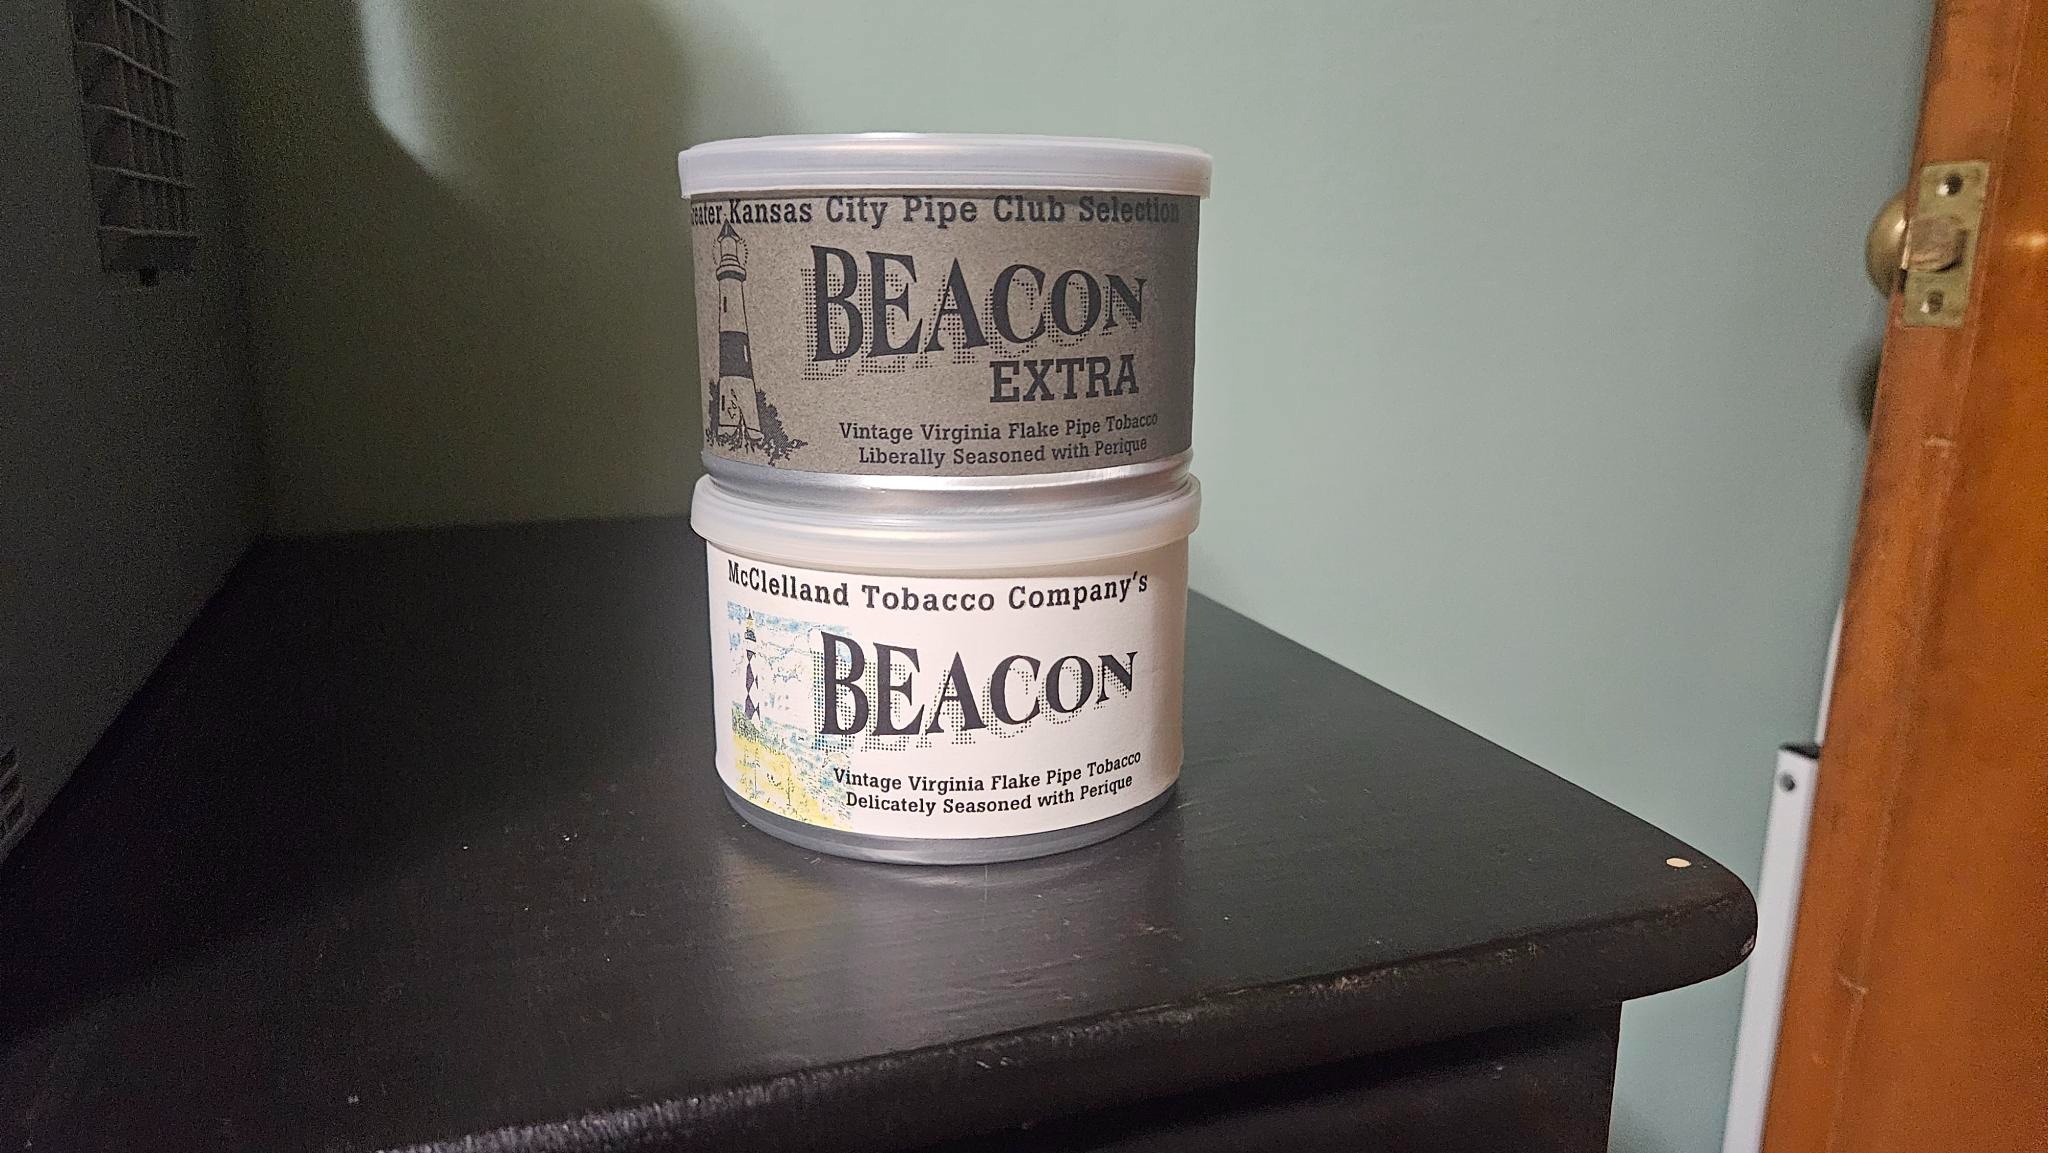 Kansas City Pipe Club Selection
BEACON
EXTRA
Vintage Virginia Flake Pipe Tobacco
Liberally Seasoned with Perique
McClelland Tobacco Company's
BEACON
Vintage Virginia Flake Pipe Tobacco
Delicately Seasoned with Perique